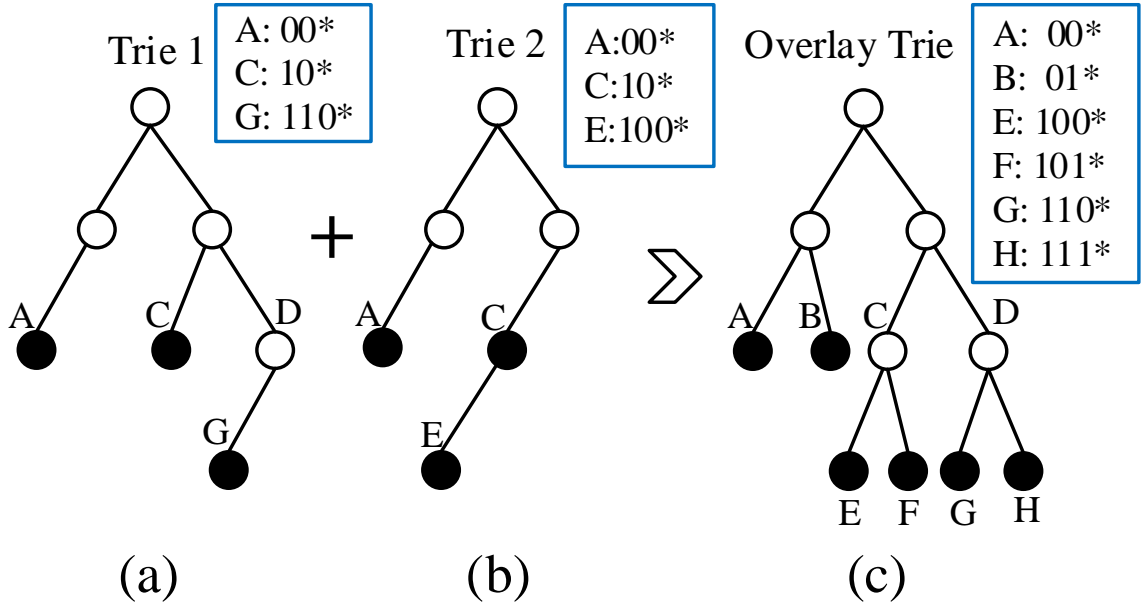 Trie 1
A: 00*
C: 10*
G: 110*
A
C
D
G
(a)
+
Trie 2
A:00*
C:10*
E:100*
A
C
E
(b)
Overlay Trie
A: 00*
B: 01*
E: 100*
F: 101*
G: 110*
H: 111*
A
B
C
D
E
F
G
H
(c)